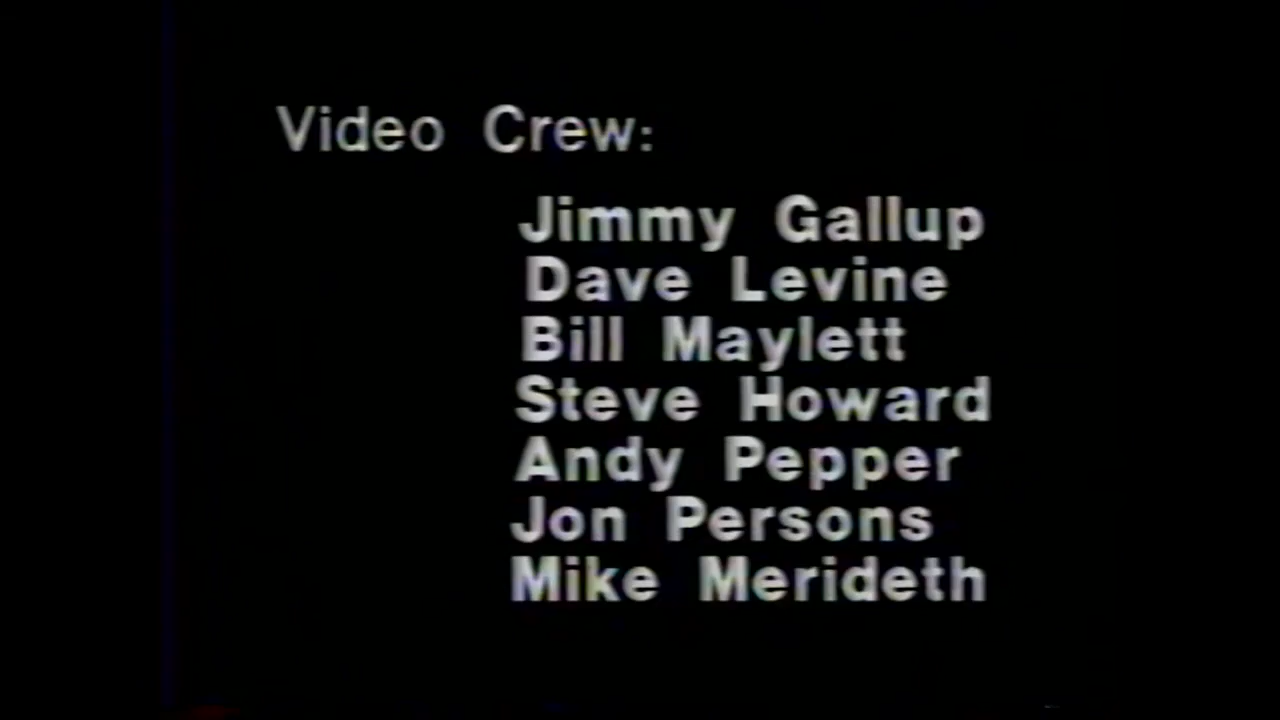 Video Crew:
Jimmy Gallup
Dave Levine
Bill Maylett
Steve Howard
Andy Pepper
Jon Persons
Mike Merideth